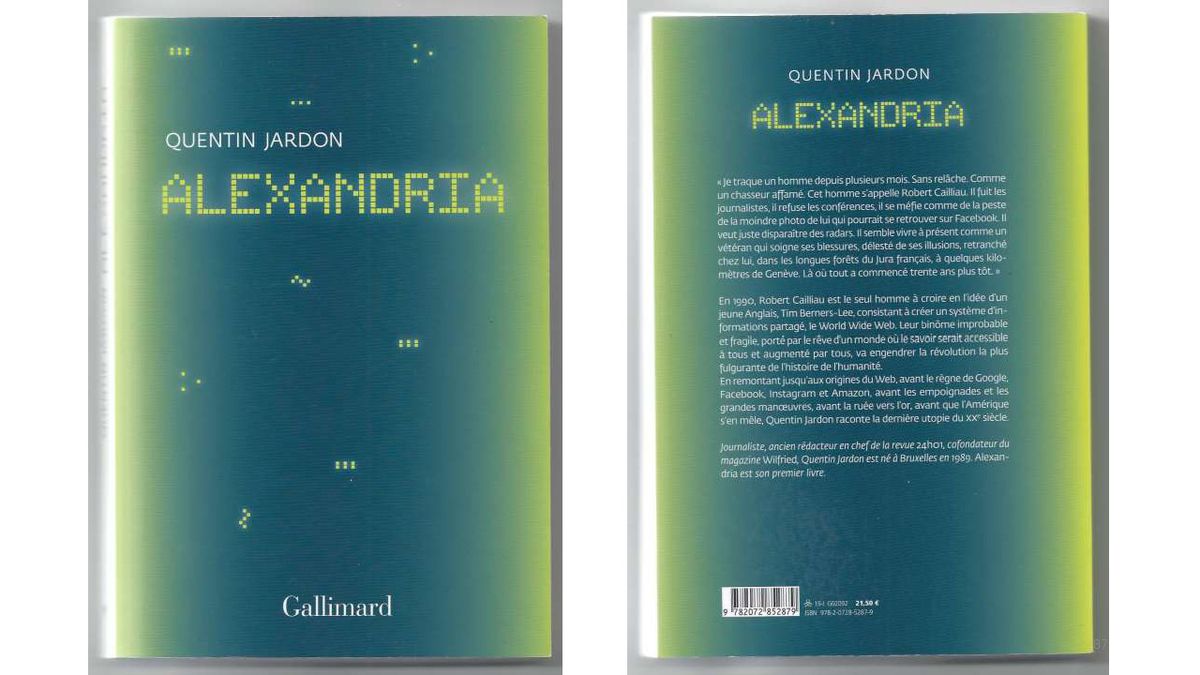 QUENTIN JARDON
ALEXANDRIA
Gallimard
QUENTIN JARDON
ALEXANDRIA
« Je traque un homme depuis plusieurs mois. Sans relâche. Comme
un chasseur affamé. Cet homme s'appelle Robert Cailliau. Il fuit les
journalistes, il refuse les conférences, il se méfie comme de la peste
de la moindre photo de lui qui pourrait se retrouver sur Facebook. Il
veut juste disparaître des radars. Il semble vivre à présent comme un
vétéran qui soigne ses blessures, délesté de ses illusions, retranché
chez lui, dans les longues forêts du Jura français, à quelques kilo-
mètres de Genève. Là où tout a commencé trente ans plus tôt. »
En 1990, Robert Cailliau est le seul homme à croire en l'idée d'un
jeune Anglais, Tim Berners-Lee, consistant à créer un système d'in-
formations partagé, le World Wide Web. Leur binôme improbable
et fragile, porté par le rêve d'un monde où le savoir serait accessible
à tous et augmenté par tous, va engendrer la révolution la plus
fulgurante de l'histoire de l'humanité.
En remontant jusqu'aux origines du Web, avant le règne de Google,
Facebook, Instagram et Amazon, avant les empoignades et les
grandes manœuvres, avant la ruée vers l'or, avant que l'Amérique
s'en mêle, Quentin Jardon raconte la dernière utopie du XXe siècle.
Journaliste, ancien rédacteur en chef de la revue 24h01, cofondateur du
magazine Wilfried, Quentin Jardon est né à Bruxelles en 1989. Alexan-
dria est son premier livre.
9 782072 852879
19-I G02092 21,50 €
ISBN 978-2-0728-5287-9